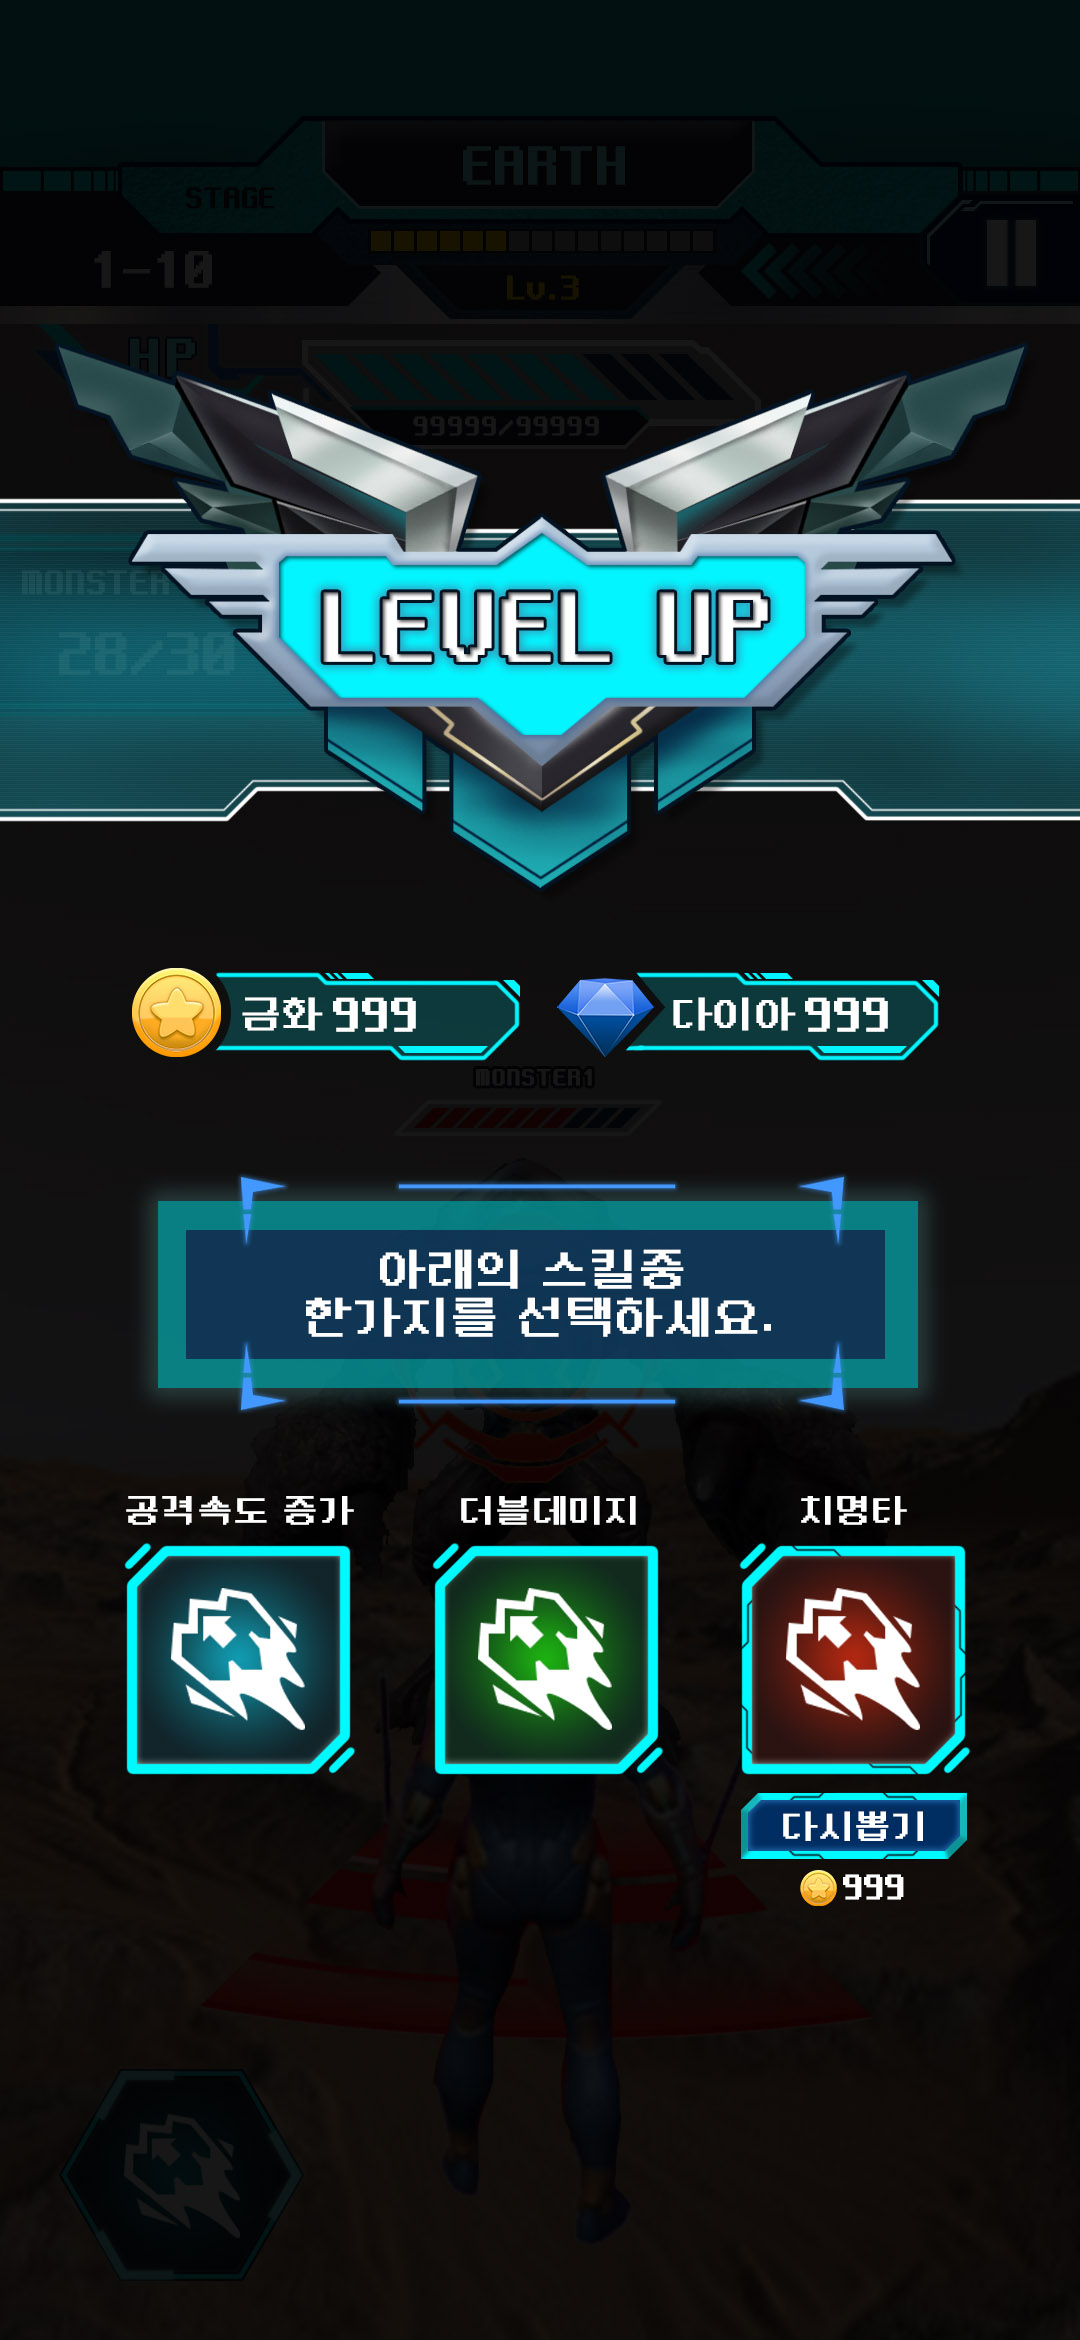 EARTH
STAGE
1-10
Lv.3
HP
99999/99999
LEVEL UP
MONSTER
28/30
금화 999
다이아 999
MONSTER1
아래의 스킬중
한가지를 선택하세요.
공격속도 증가
더블데미지
치명타
다시뽑기
999